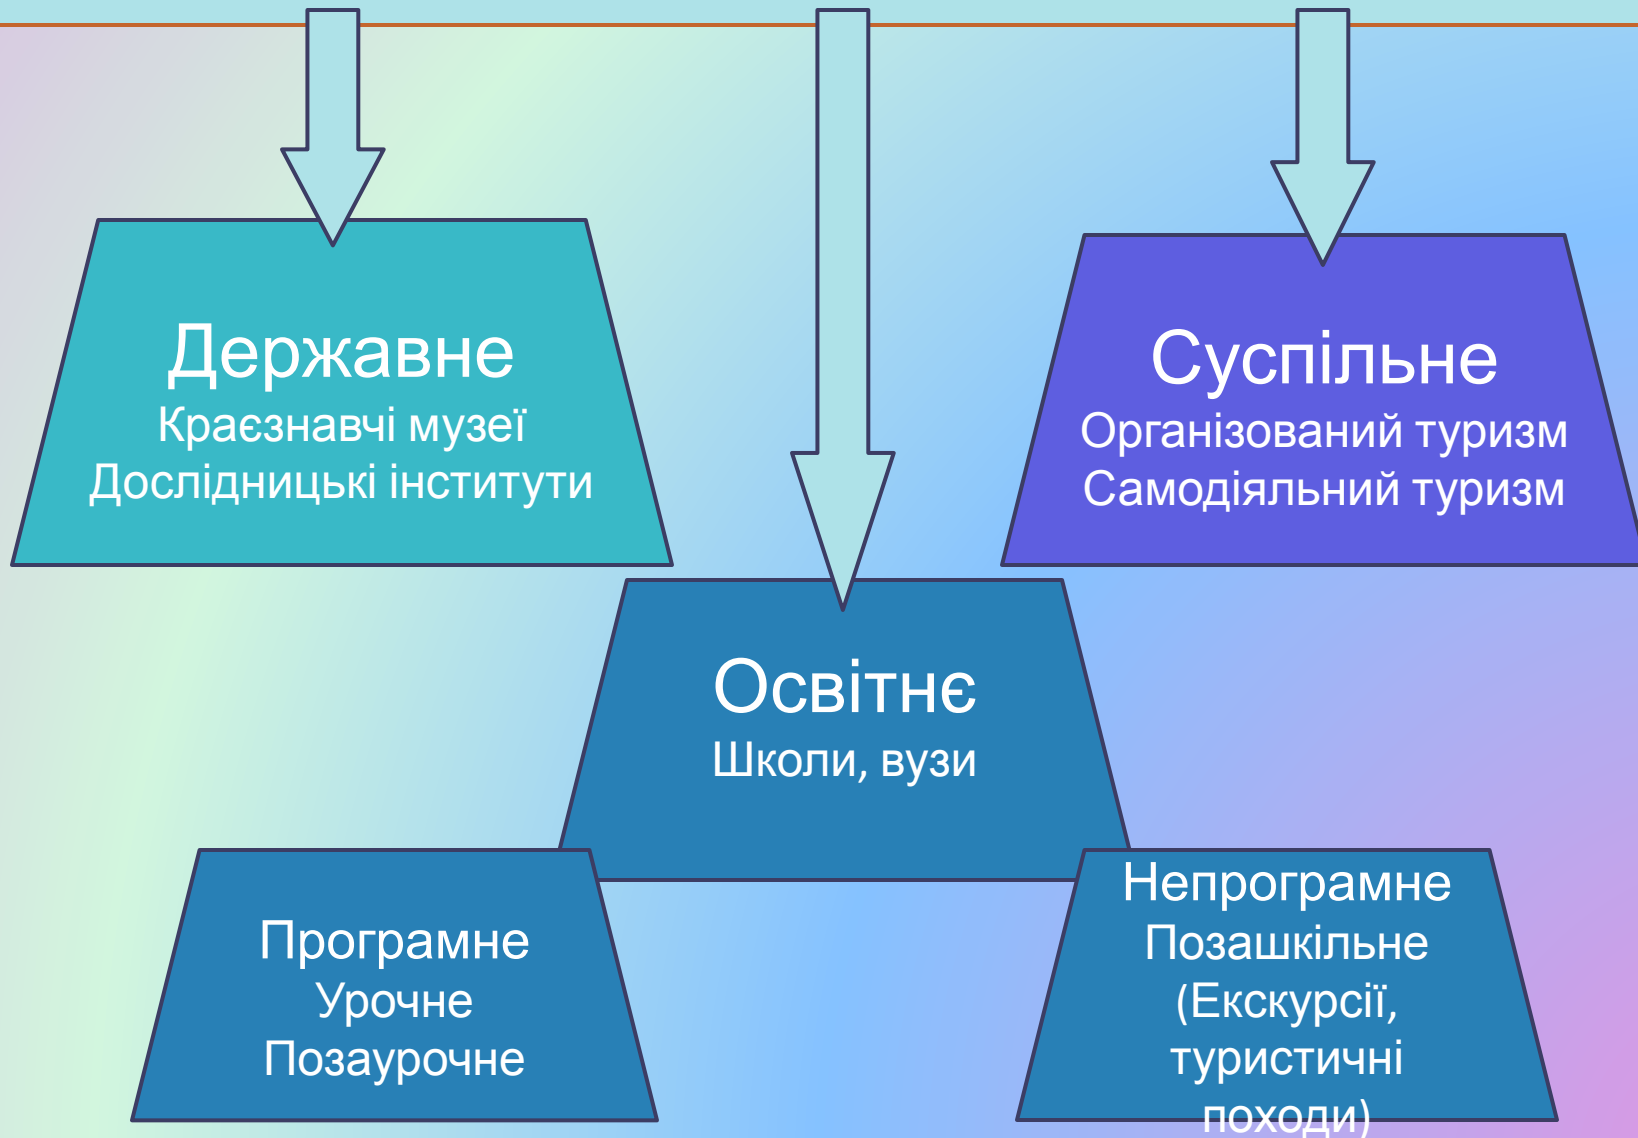 Державне
Краєзнавчі музеї
Дослідницькі інститути
Суспільне
Організований туризм
Самодіяльний туризм
Освітнє
Школи, вузи
Програмне
Урочне
Позаурочне
Непрограмне
Позашкільне
(Екскурсії,
туристичні
походи)